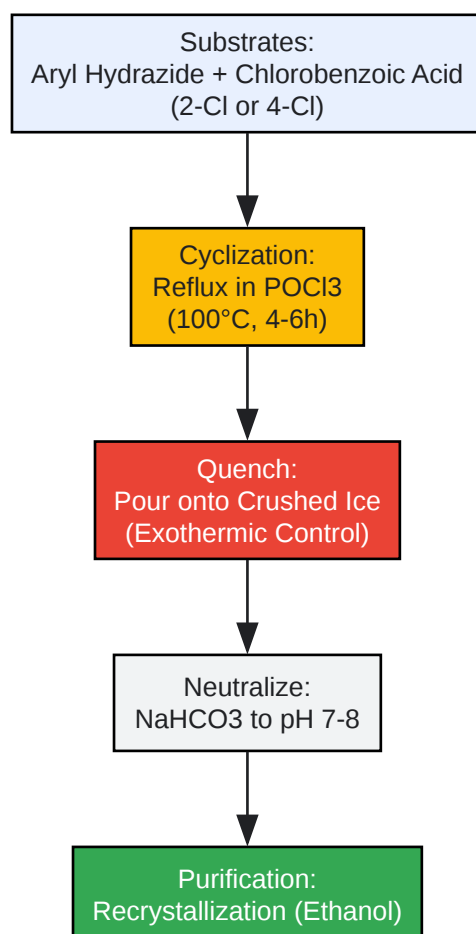 Substrates:
Aryl Hydrazide + Chlorobenzoic Acid
(2-Cl or 4-Cl)
Cyclization:
Reflux in POCl3
(100°C, 4-6h)
Quench:
Pour onto Crushed Ice
(Exothermic Control)
Neutralize:
NaHCO3 to pH 7-8
Purification:
Recrystallization (Ethanol)